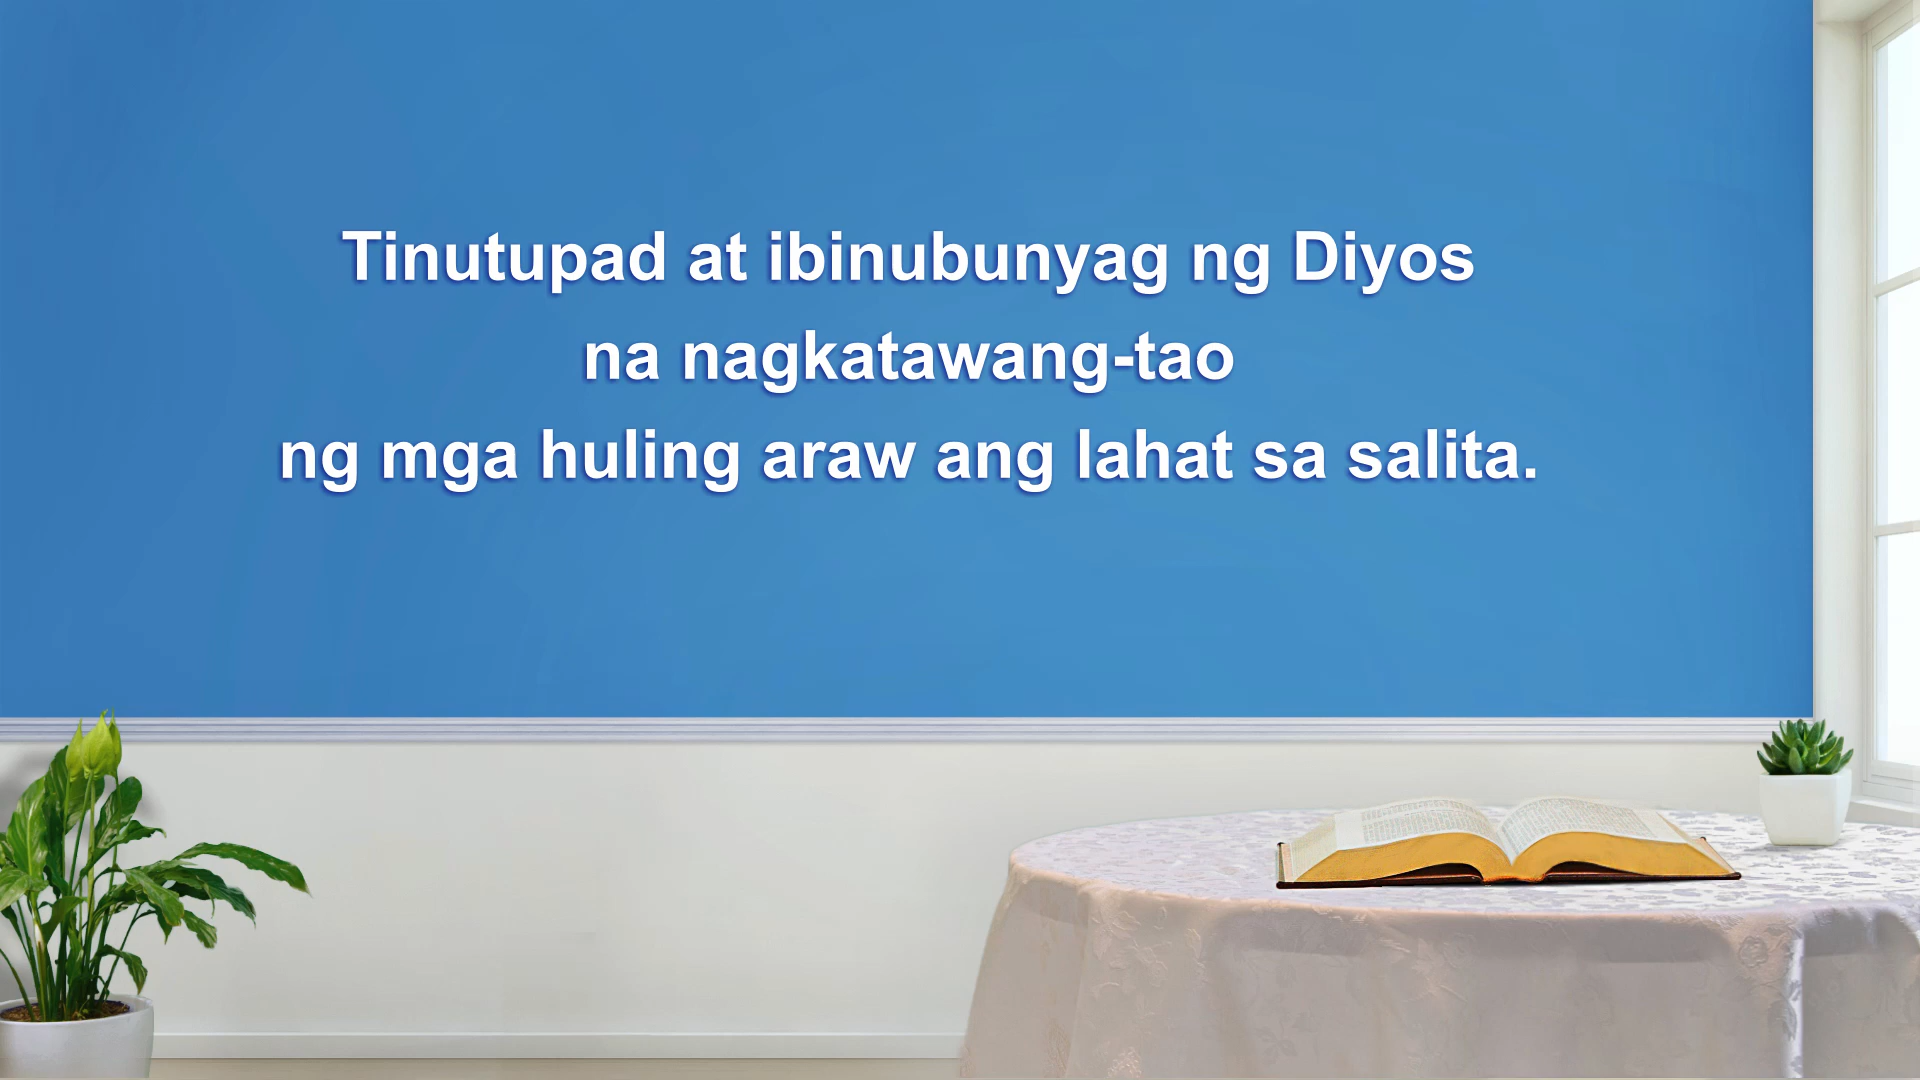 Tinutupad at ibinubunyag ng Diyos
na nagkatawang-tao
ng mga huling araw ang lahat sa salita.